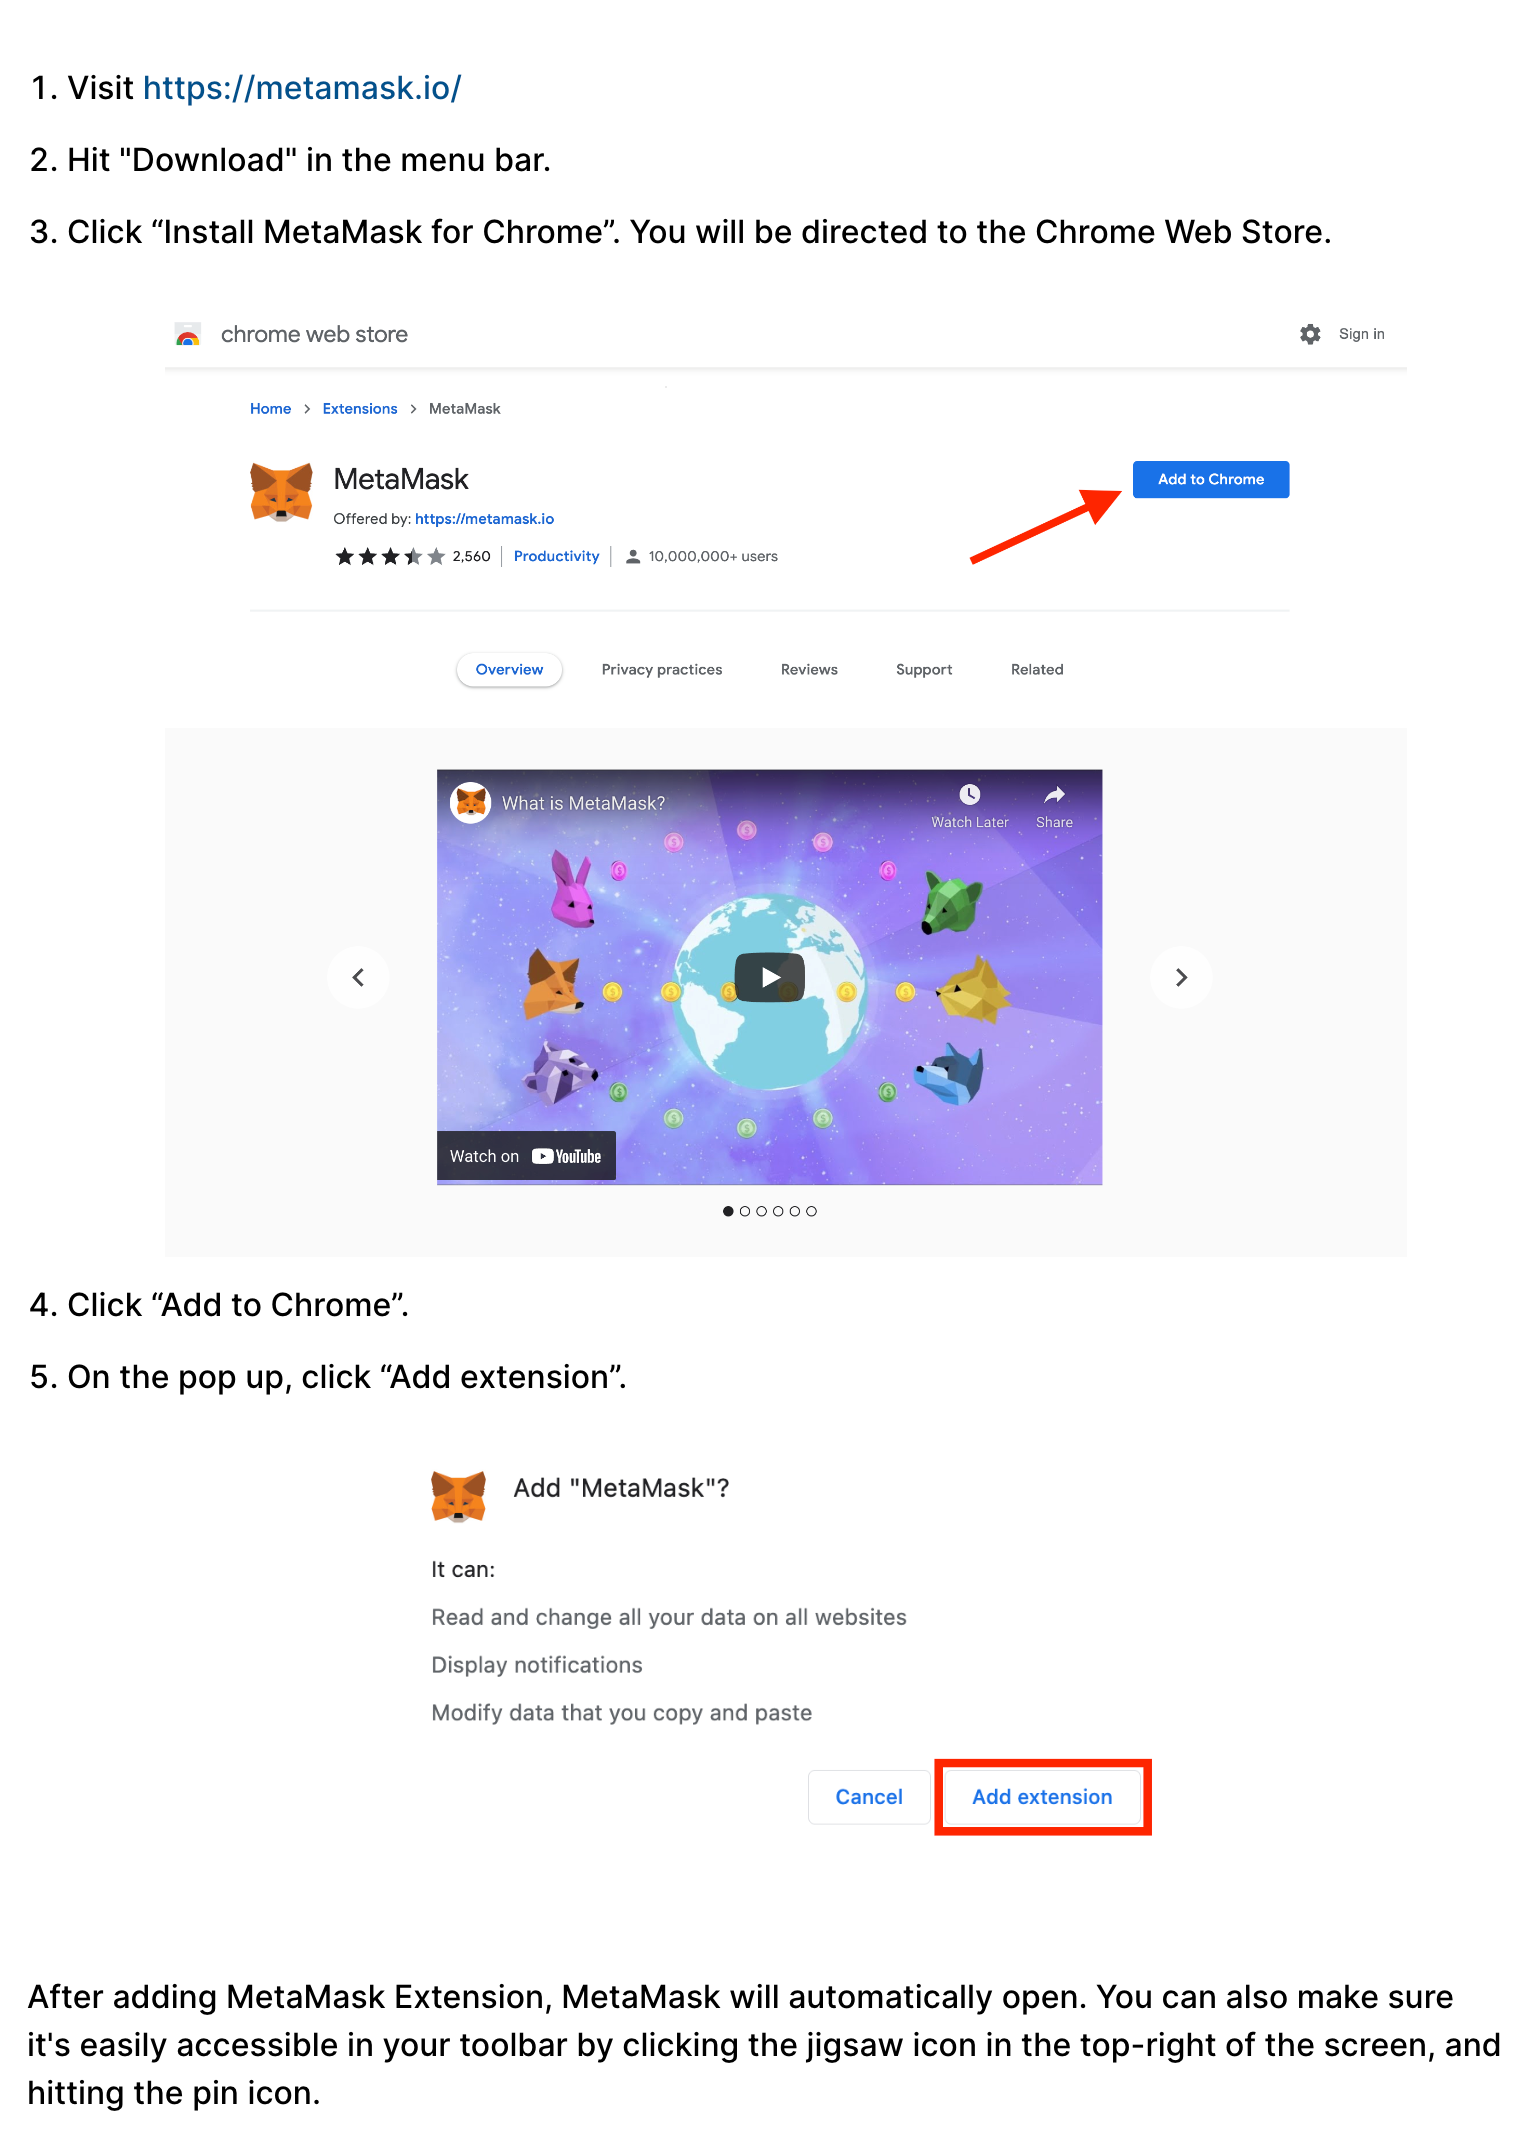 1. Visit https://metamask.io/
2. Hit "Download" in the menu bar.
3. Click “Install MetaMask for Chrome”. You will be directed to the Chrome Web Store.
chrome web store
Sign in
Home > Extensions > MetaMask
MetaMask
Add to Chrome
Offered by: https://metamask.io
2,560 Productivity 10,000,000+ users
Overview Privacy practices Reviews Support Related
What is MetaMask?
Watch Later Share
Watch on YouTube
4. Click “Add to Chrome”.
5. On the pop up, click “Add extension”.
Add "MetaMask"?
It can:
Read and change all your data on all websites
Display notifications
Modify data that you copy and paste
Cancel Add extension
After adding MetaMask Extension, MetaMask will automatically open. You can also make sure
it's easily accessible in your toolbar by clicking the jigsaw icon in the top-right of the screen, and
hitting the pin icon.